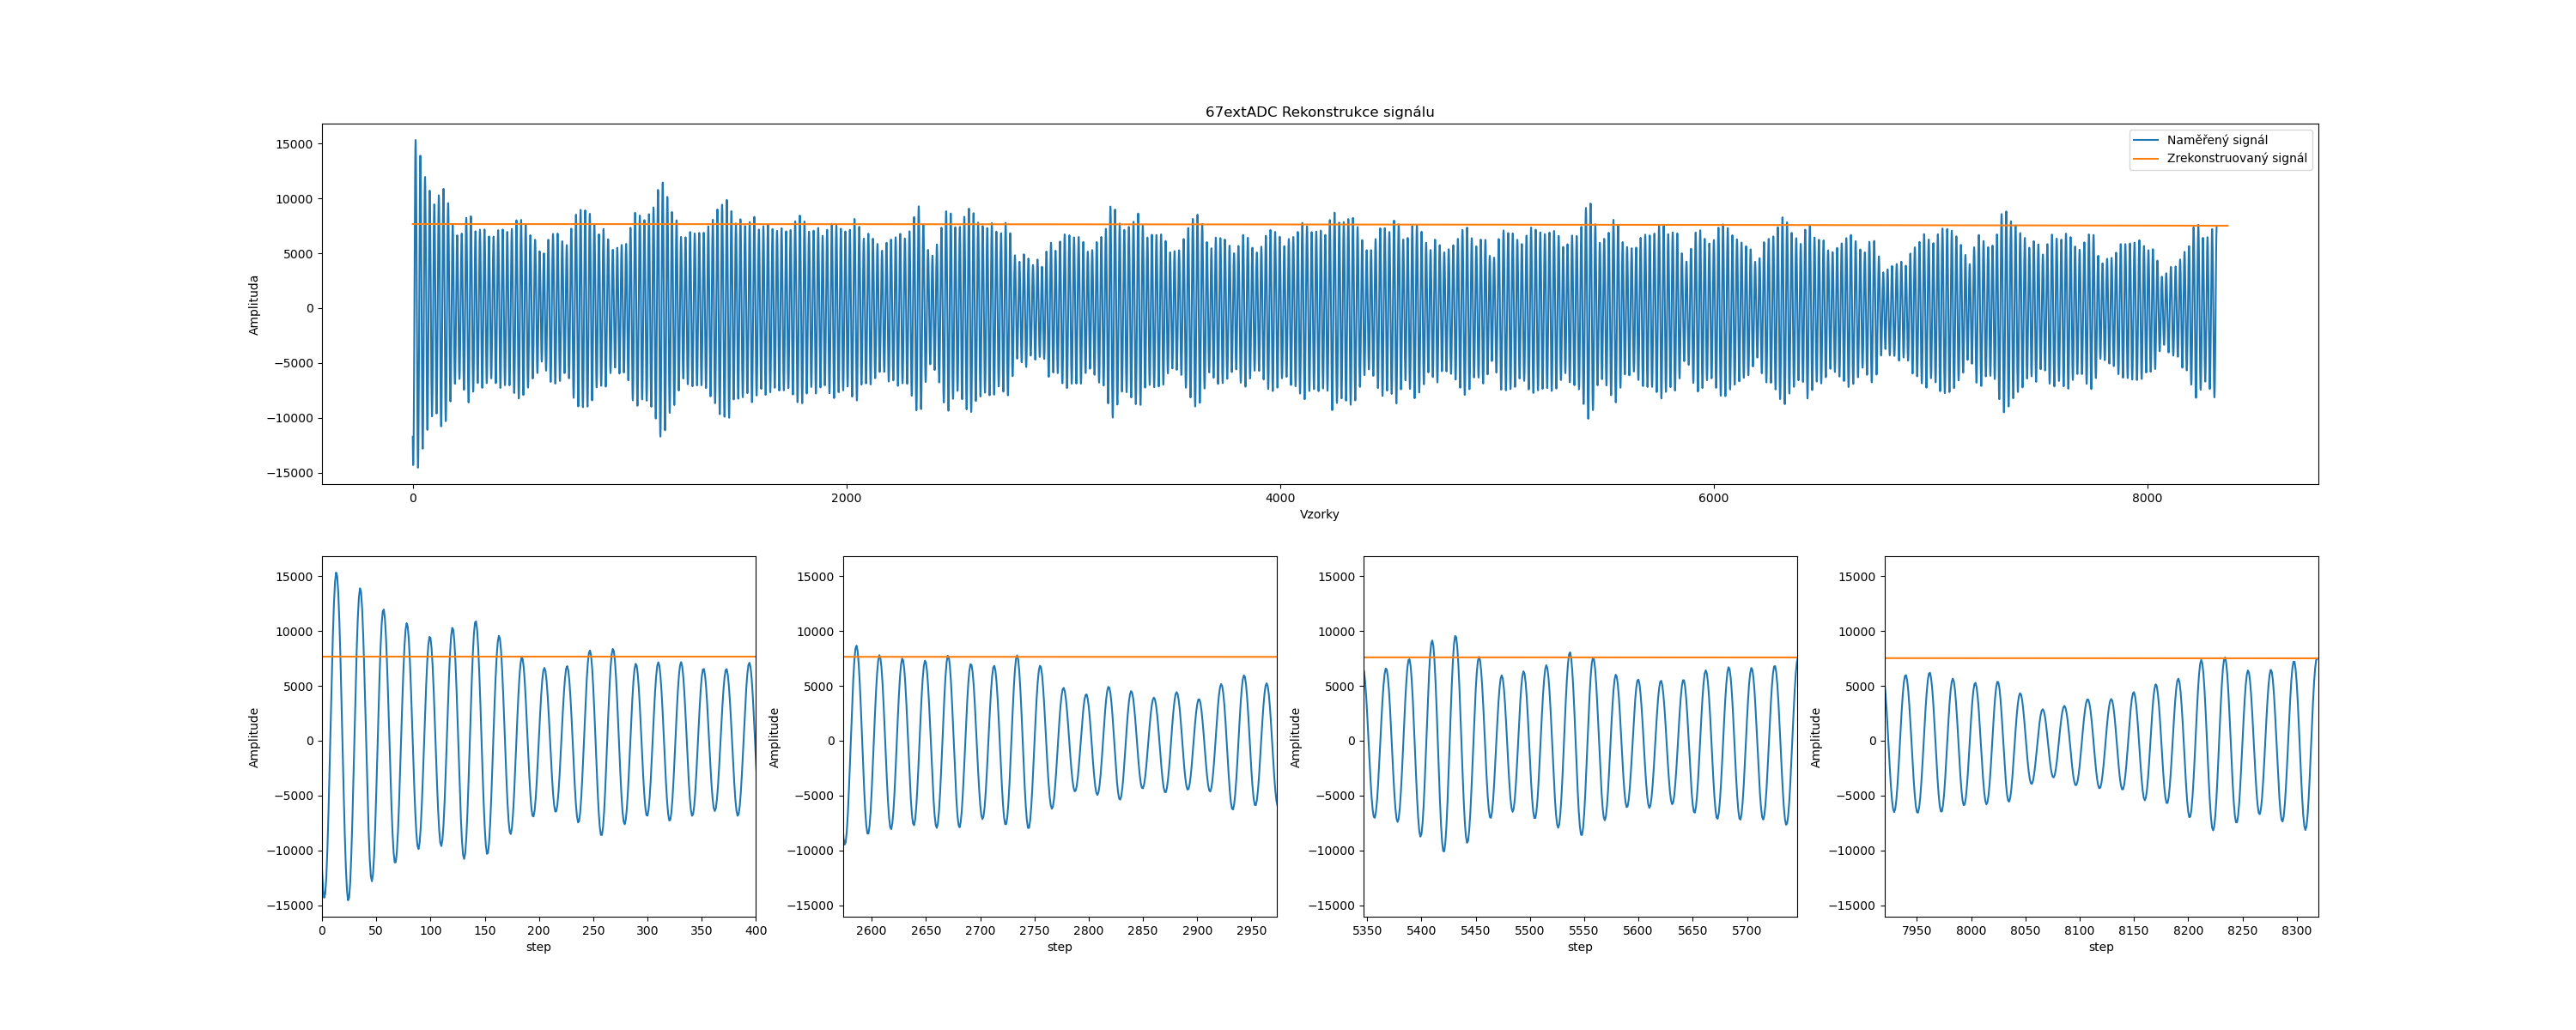 67extADC Rekonstrukce signálu
Naměřený signál
Zrekonstruovaný signál
15000
10000
5000
0
−5000
−10000
−15000
Amplituda
0 2000 4000 6000 8000
Vzorky
15000
10000
5000
0
−5000
−10000
−15000
Amplitude
0 50 100 150 200 250 300 350 400
step
15000
10000
5000
0
−5000
−10000
−15000
Amplitude
2600 2650 2700 2750 2800 2850 2900 2950
step
15000
10000
5000
0
−5000
−10000
−15000
Amplitude
5350 5400 5450 5500 5550 5600 5650 5700
step
15000
10000
5000
0
−5000
−10000
−15000
Amplitude
7950 8000 8050 8100 8150 8200 8250 8300
step